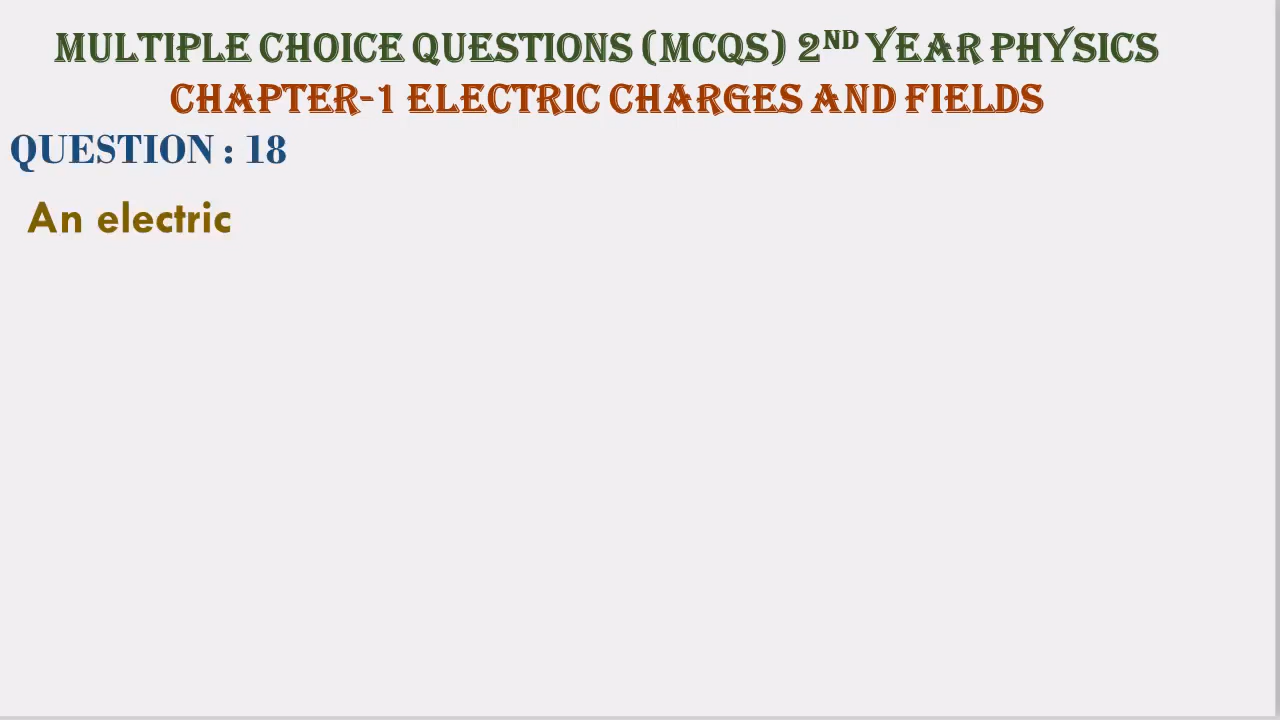 MULTIPLE CHOICE QUESTIONS (MCQS) 2ND YEAR PHYSICS
CHAPTER-1 ELECTRIC CHARGES AND FIELDS
QUESTION : 18
An electric